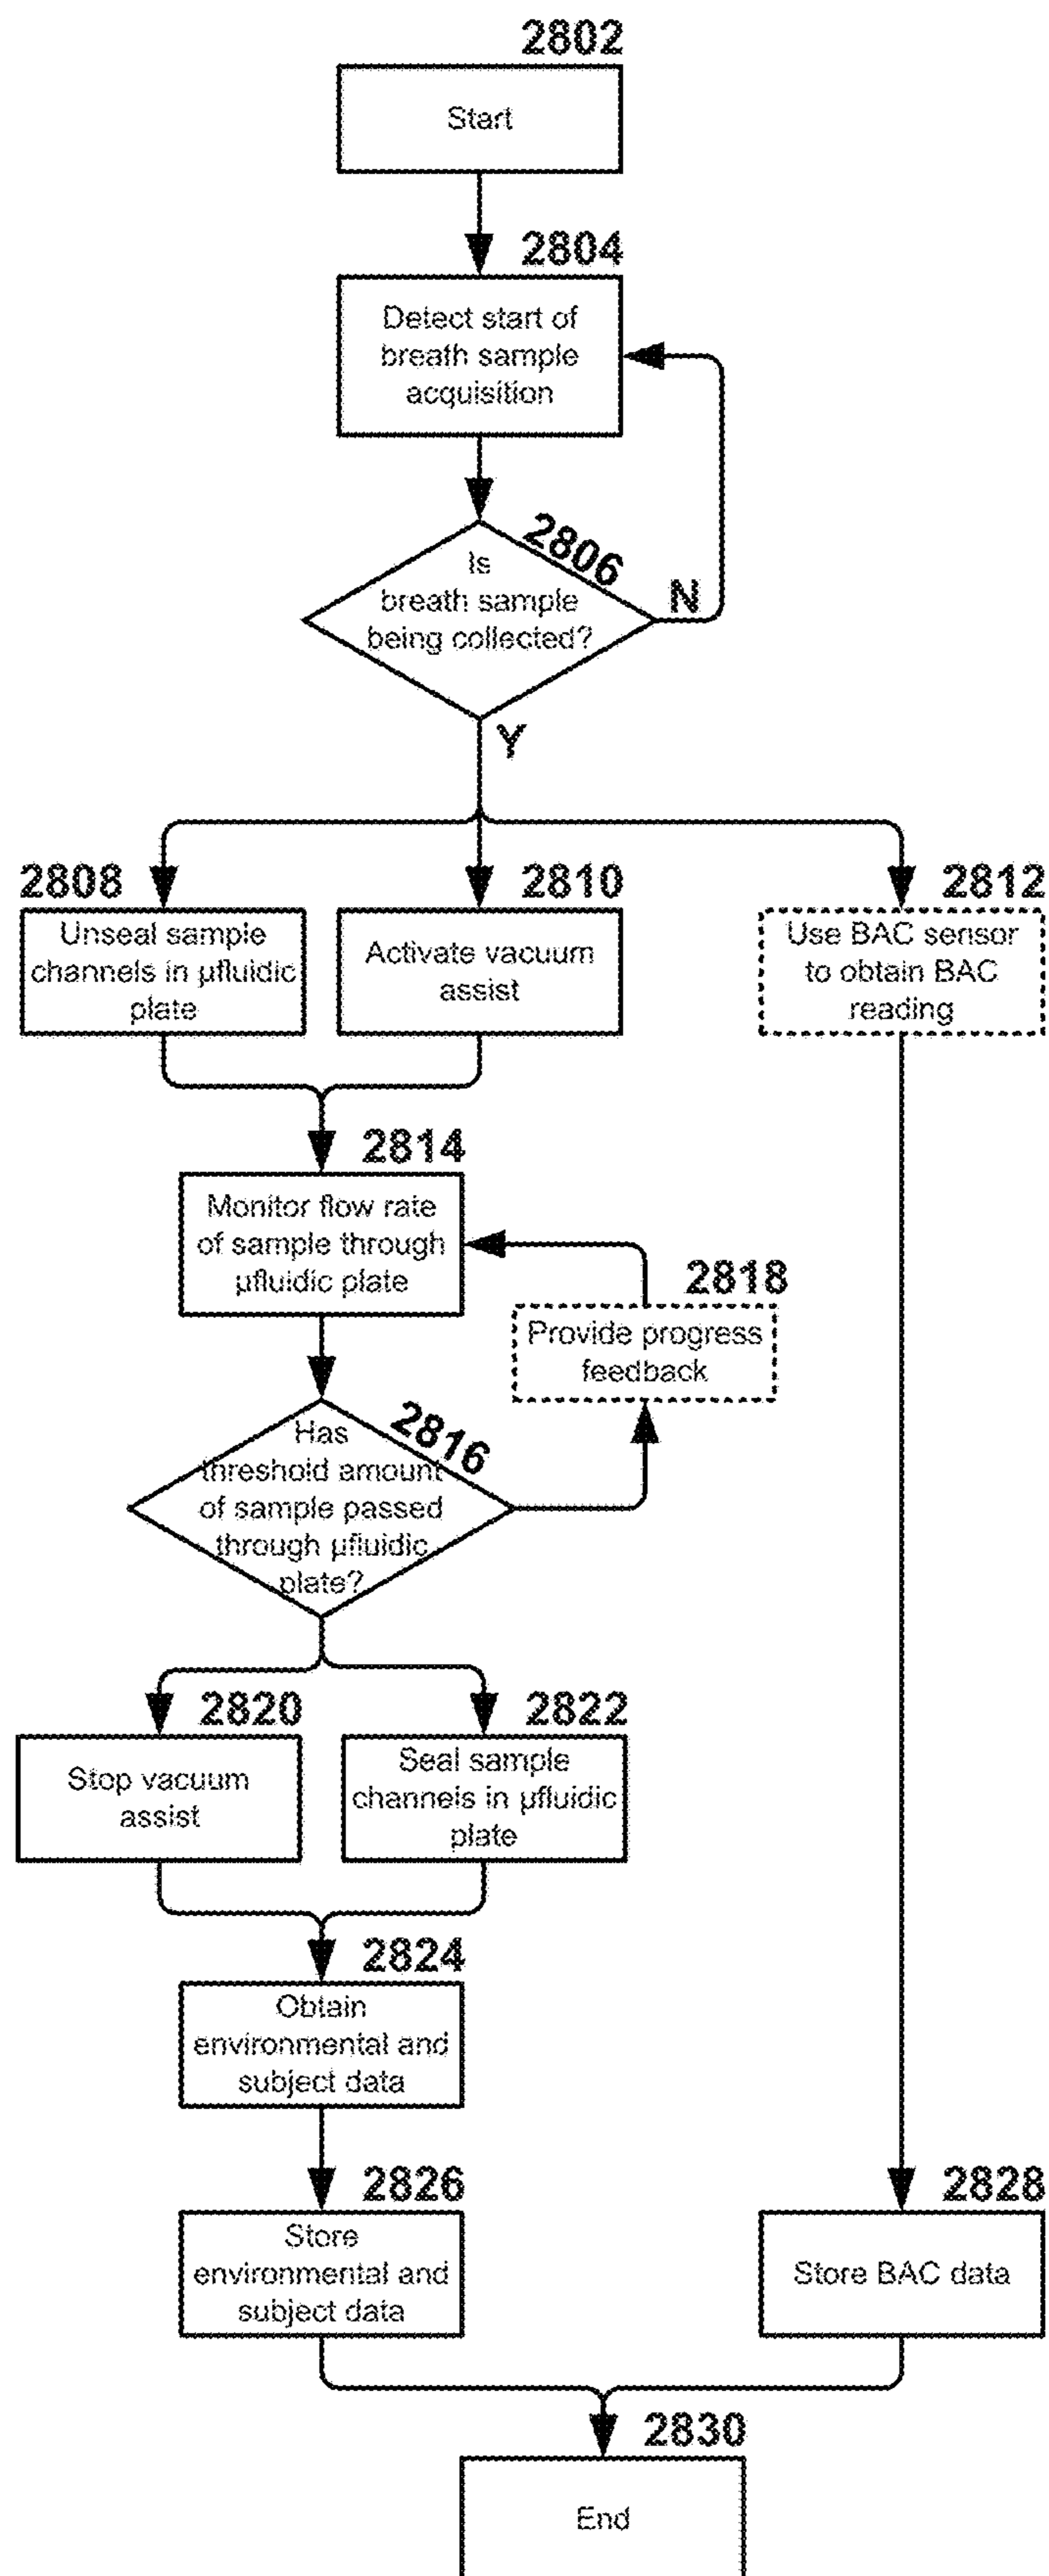 2802
Start
2804
Detect start of
breath sample
acquisition
2806
Is
breath sample
being collected?
N
Y
2808
Unseal sample
channels in µfluidic
plate
2810
Activate vacuum
assist
2812
Use BAC sensor
to obtain BAC
reading
2814
Monitor flow rate
of sample through
µfluidic plate
2818
Provide progress
feedback
2816
Has
threshold amount
of sample passed
through µfluidic
plate?
2820
Stop vacuum
assist
2822
Seal sample
channels in µfluidic
plate
2824
Obtain
environmental and
subject data
2826
Store
environmental and
subject data
2828
Store BAC data
2830
End